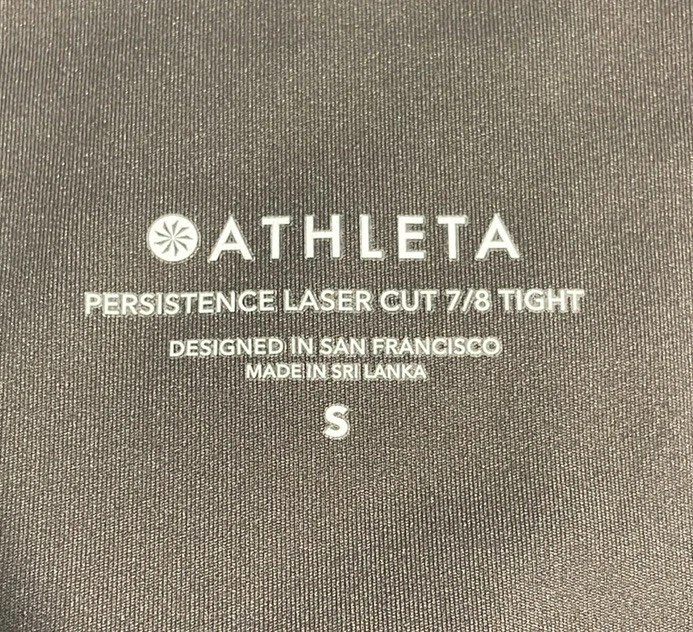 ATHLETA
PERSISTENCE LASER CUT 7/8 TIGHT
DESIGNED IN SAN FRANCISCO
MADE IN SRI LANKA
S